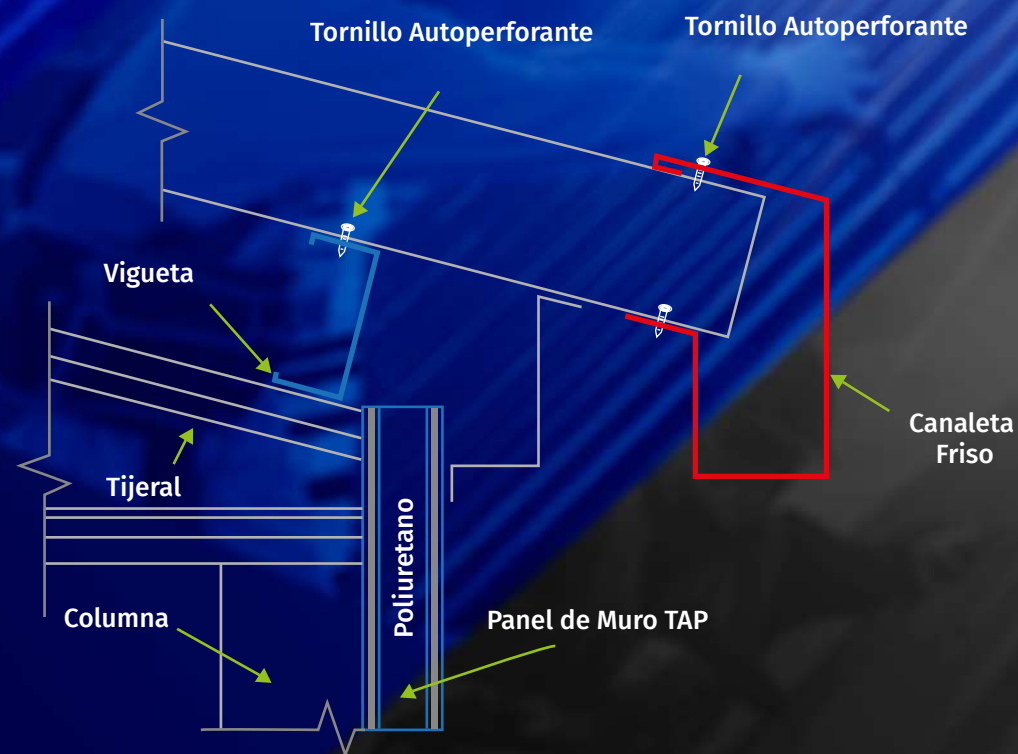 Tornillo Autoperforante
Tornillo Autoperforante
Vigueta
Canaleta
Friso
Tijeral
Poliuretano
Columna
Panel de Muro TAP